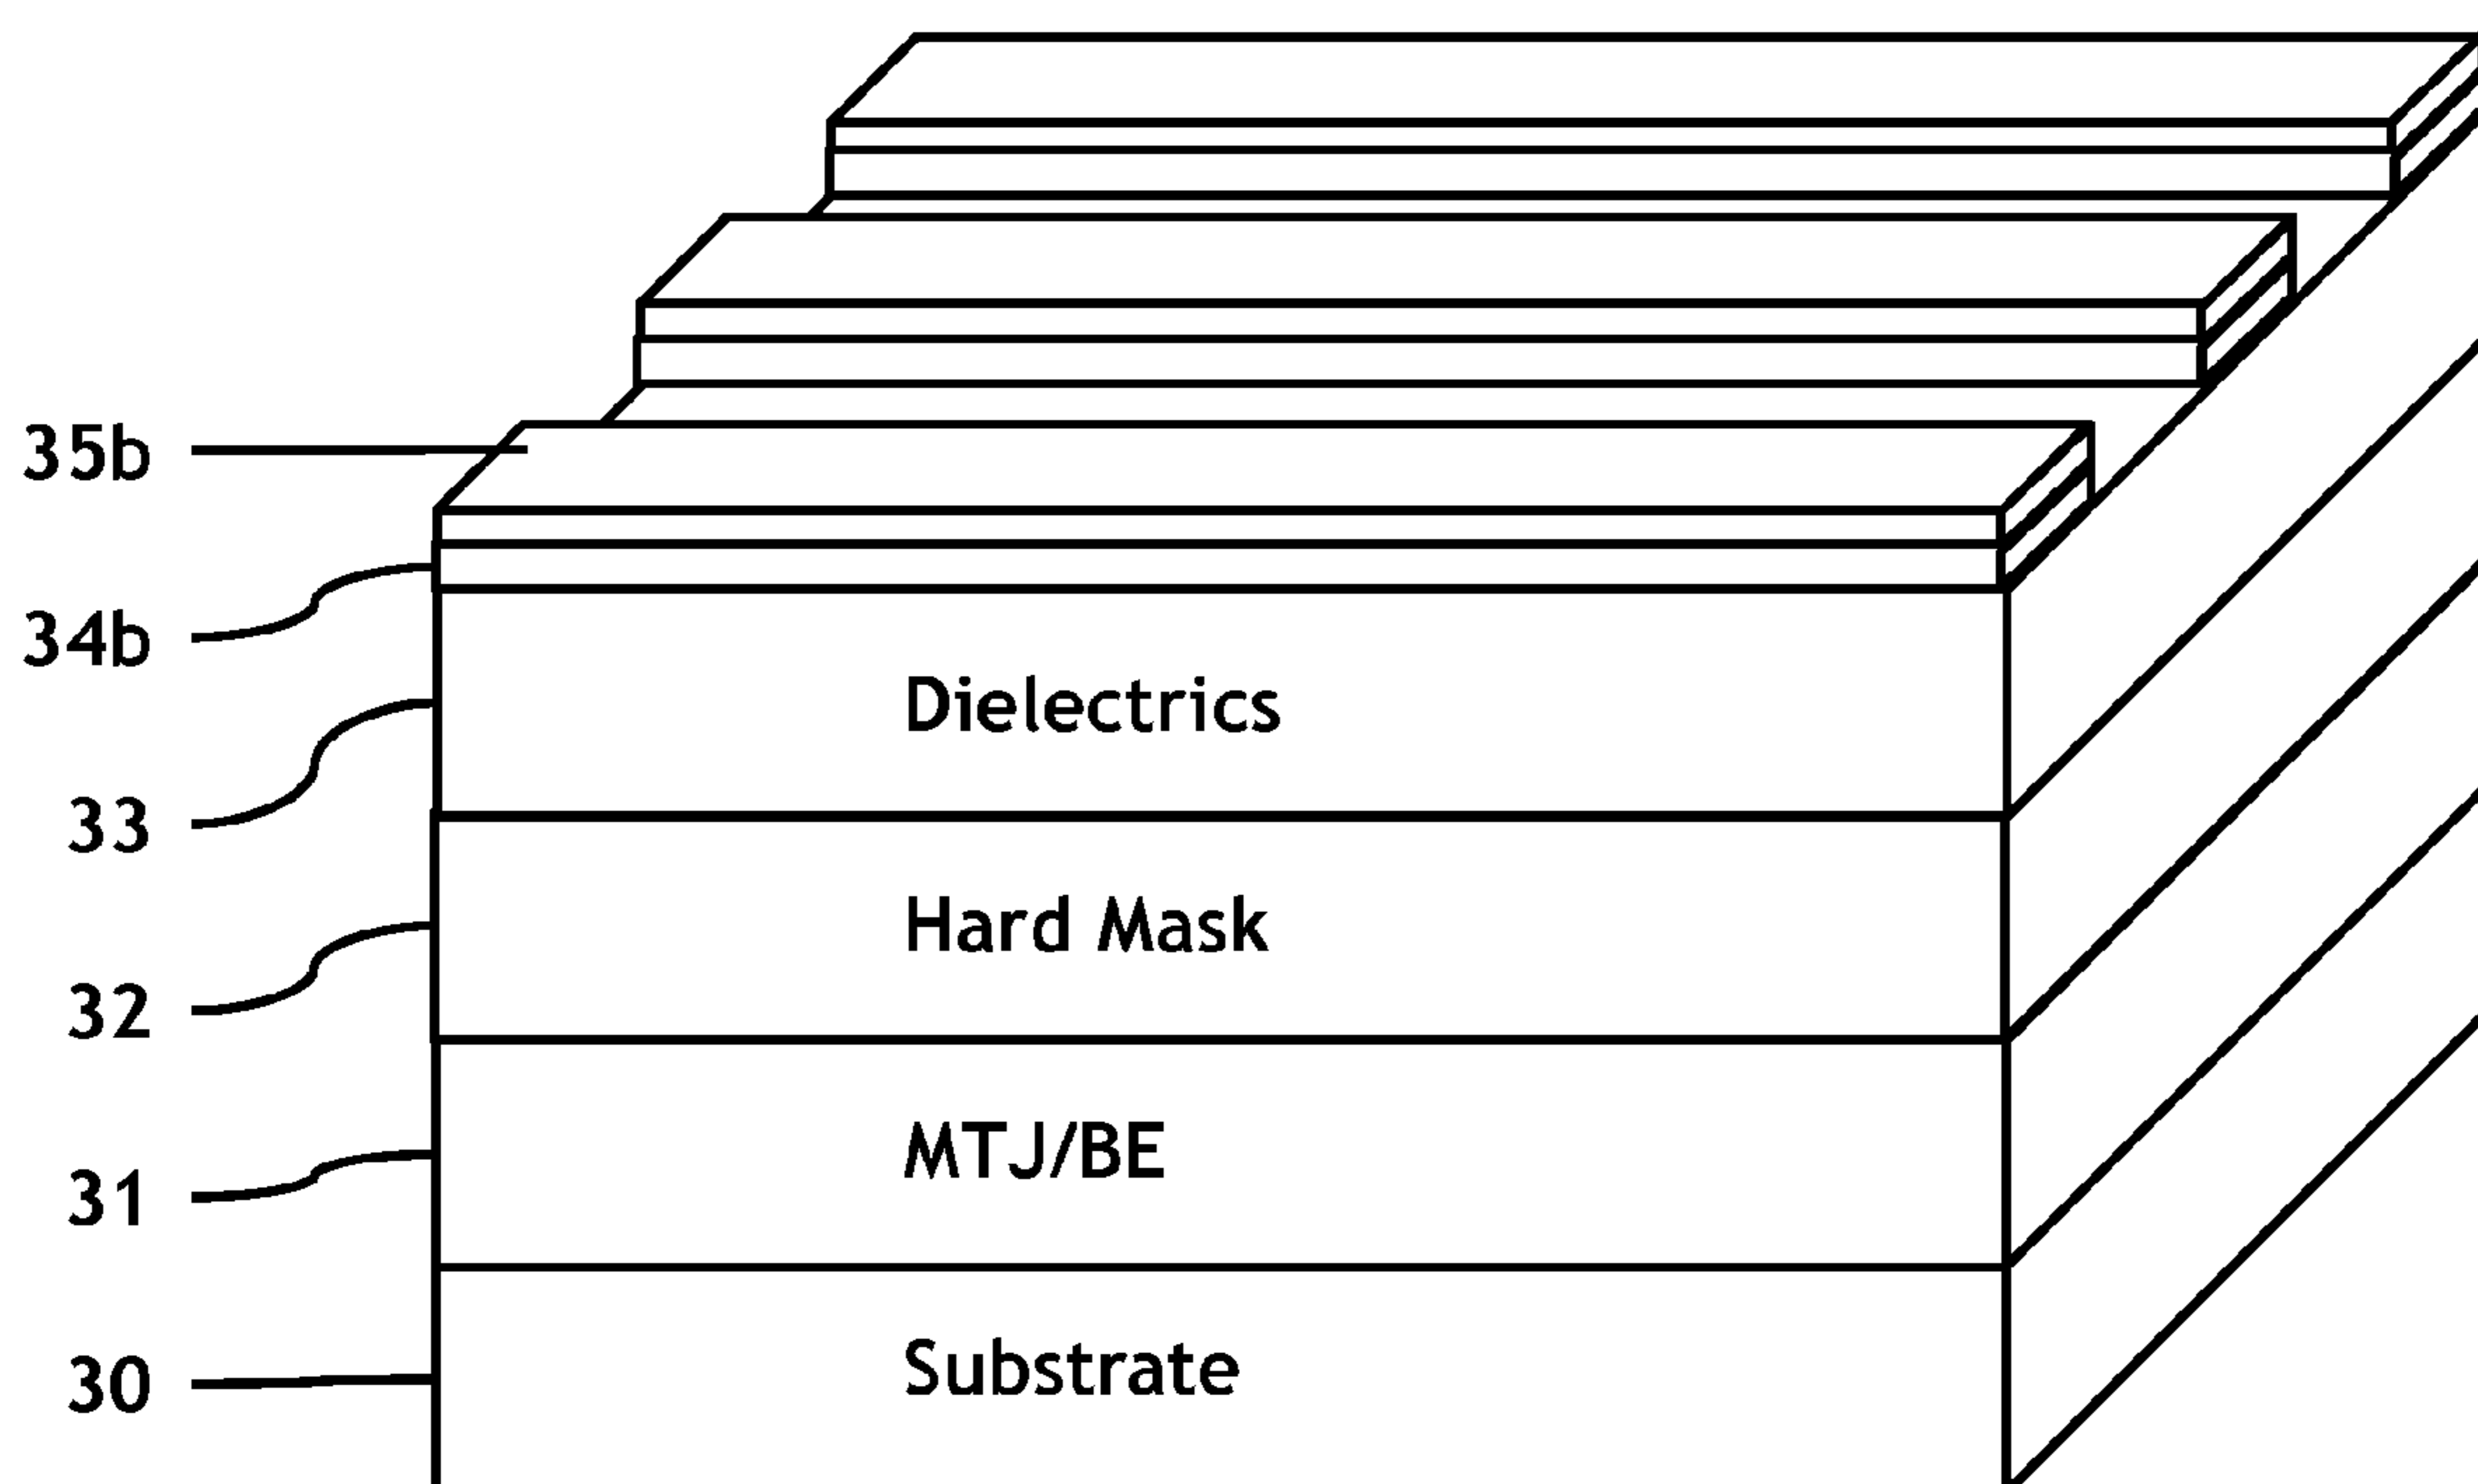 35b
34b
Dielectrics
33
Hard Mask
32
MTJ/BE
31
Substrate
30